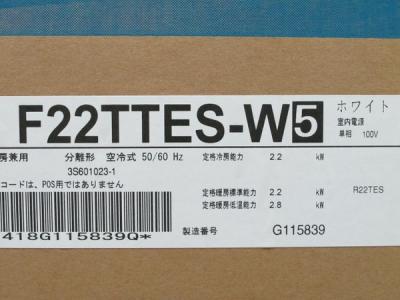 F22TTES-W5 ホワイト
室内電源
単相 100V
房兼用 分離形 空冷式 50/60 Hz
定格冷房能力 2.2 kW
3S601023-1
コードは、POS用ではありません
定格暖房標準能力 2.2 kW
R22TES
定格暖房低温能力 2.8 kW
418G115839Q*
製造番号 G115839